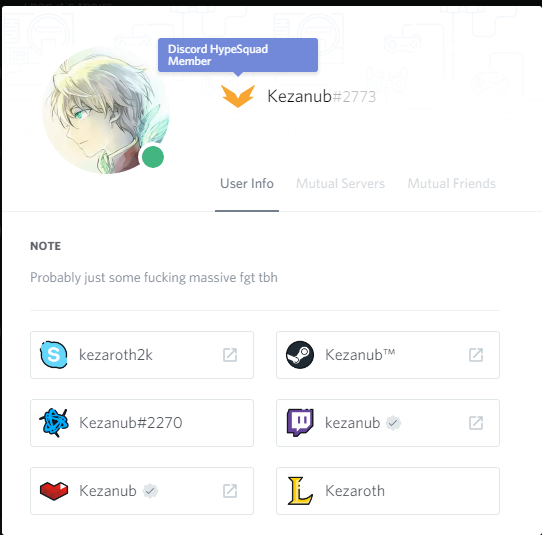 Discord HypeSquad
Member
Kezanub#2773
User Info
Mutual Servers
Mutual Friends
NOTE
Probably just some fucking massive fgt tbh
kezaroth2k
Kezanub™
Kezanub#2270
kezanub
Kezanub
Kezaroth